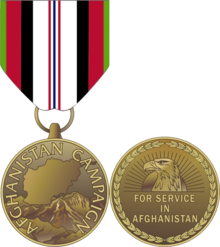 AFGHANISTAN CAMPAIGN
FOR SERVICE
IN
AFGHANISTAN